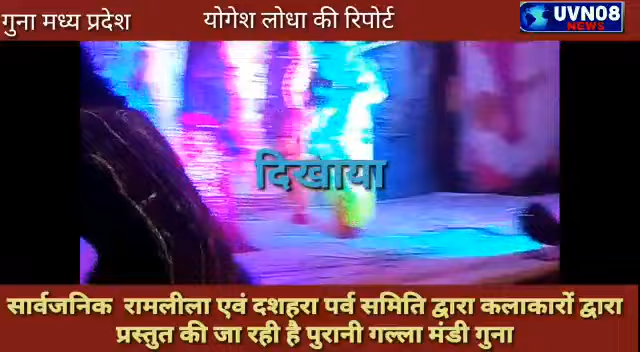 गुना मध्य प्रदेश
योगेश लोधा की रिपोर्ट
UVN08
NEWS
दिखाया
सार्वजनिक रामलीला एवं दशहरा पर्व समिति द्वारा कलाकारों द्वारा
प्रस्तुत की जा रही है पुरानी गल्ला मंडी गुना